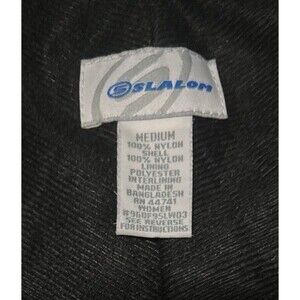 SLALOM
MEDIUM
100% NYLON
SHELL
100% NYLON
LINING
POLYESTER
INTERLINING
MADE IN
BANGLADESH
RN 44741
WOMEN
#960F95LW03
SEE REVERSE
FOR INSTRUCTIONS